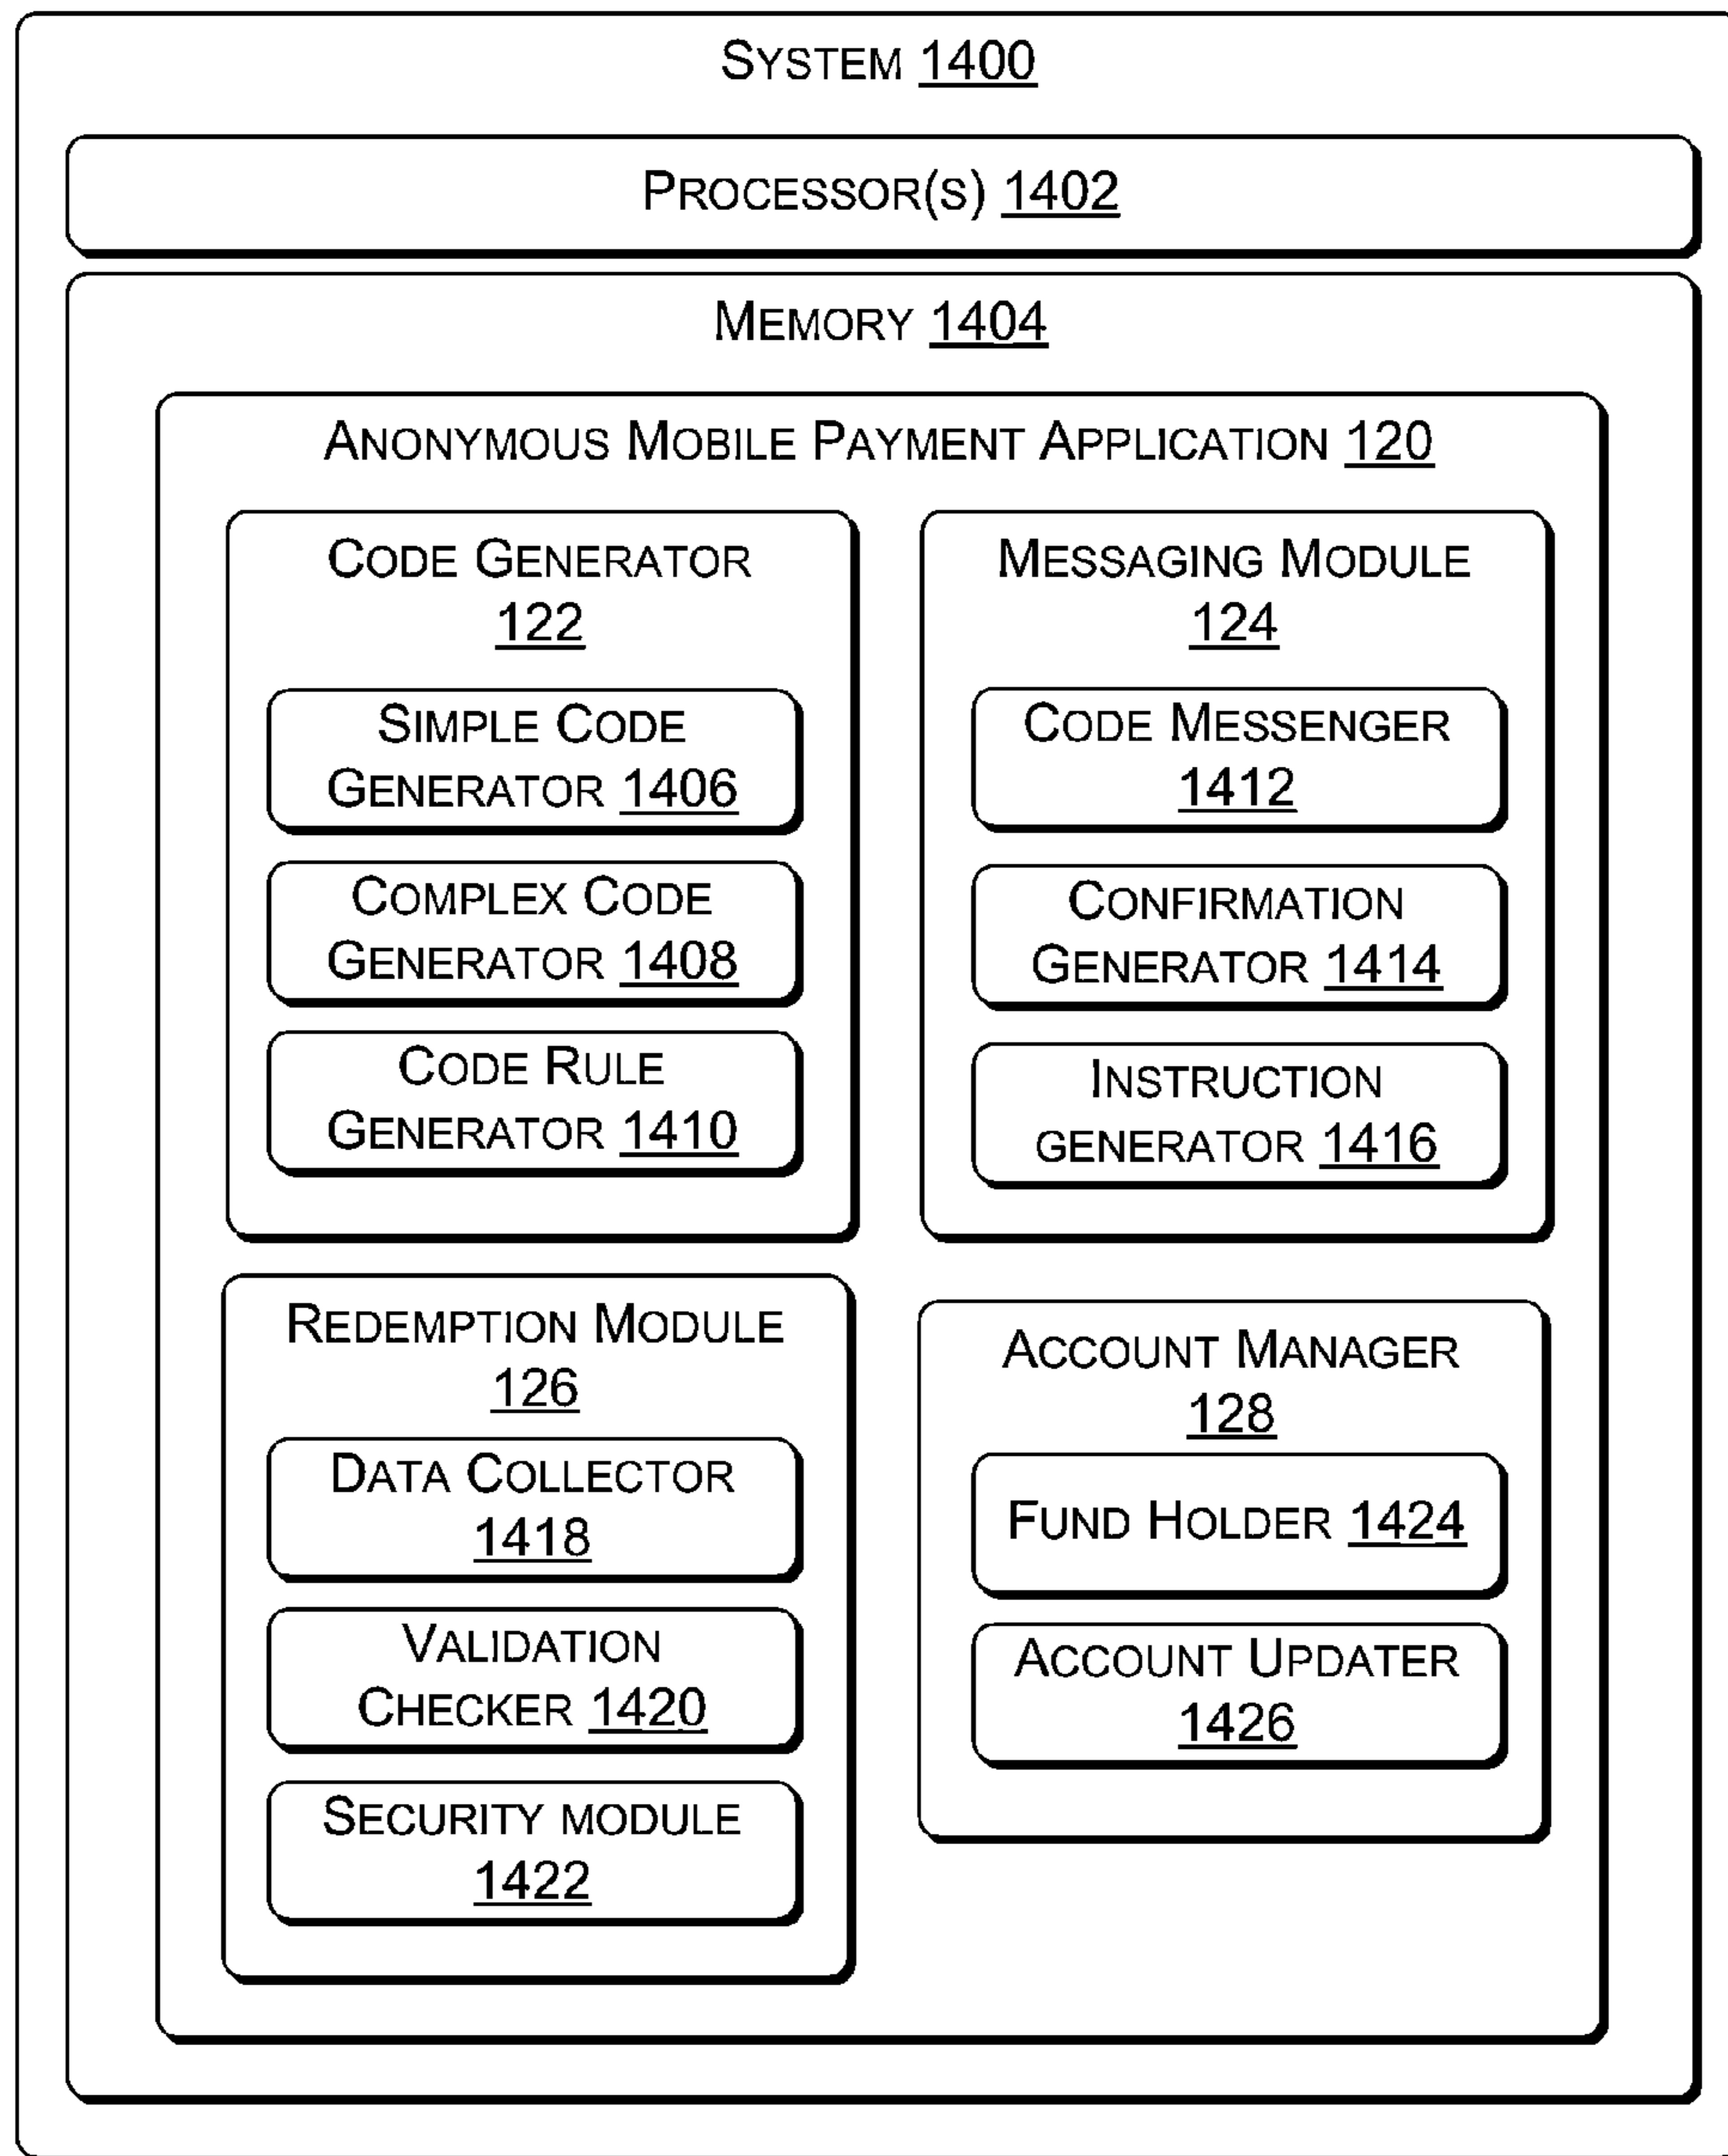 SYSTEM 1400
PROCESSOR(S) 1402
MEMORY 1404
ANONYMOUS MOBILE PAYMENT APPLICATION 120
CODE GENERATOR
122
SIMPLE CODE
GENERATOR 1406
COMPLEX CODE
GENERATOR 1408
CODE RULE
GENERATOR 1410
MESSAGING MODULE
124
CODE MESSENGER
1412
CONFIRMATION
GENERATOR 1414
INSTRUCTION
GENERATOR 1416
REDEMPTION MODULE
126
DATA COLLECTOR
1418
VALIDATION
CHECKER 1420
SECURITY MODULE
1422
ACCOUNT MANAGER
128
FUND HOLDER 1424
ACCOUNT UPDATER
1426